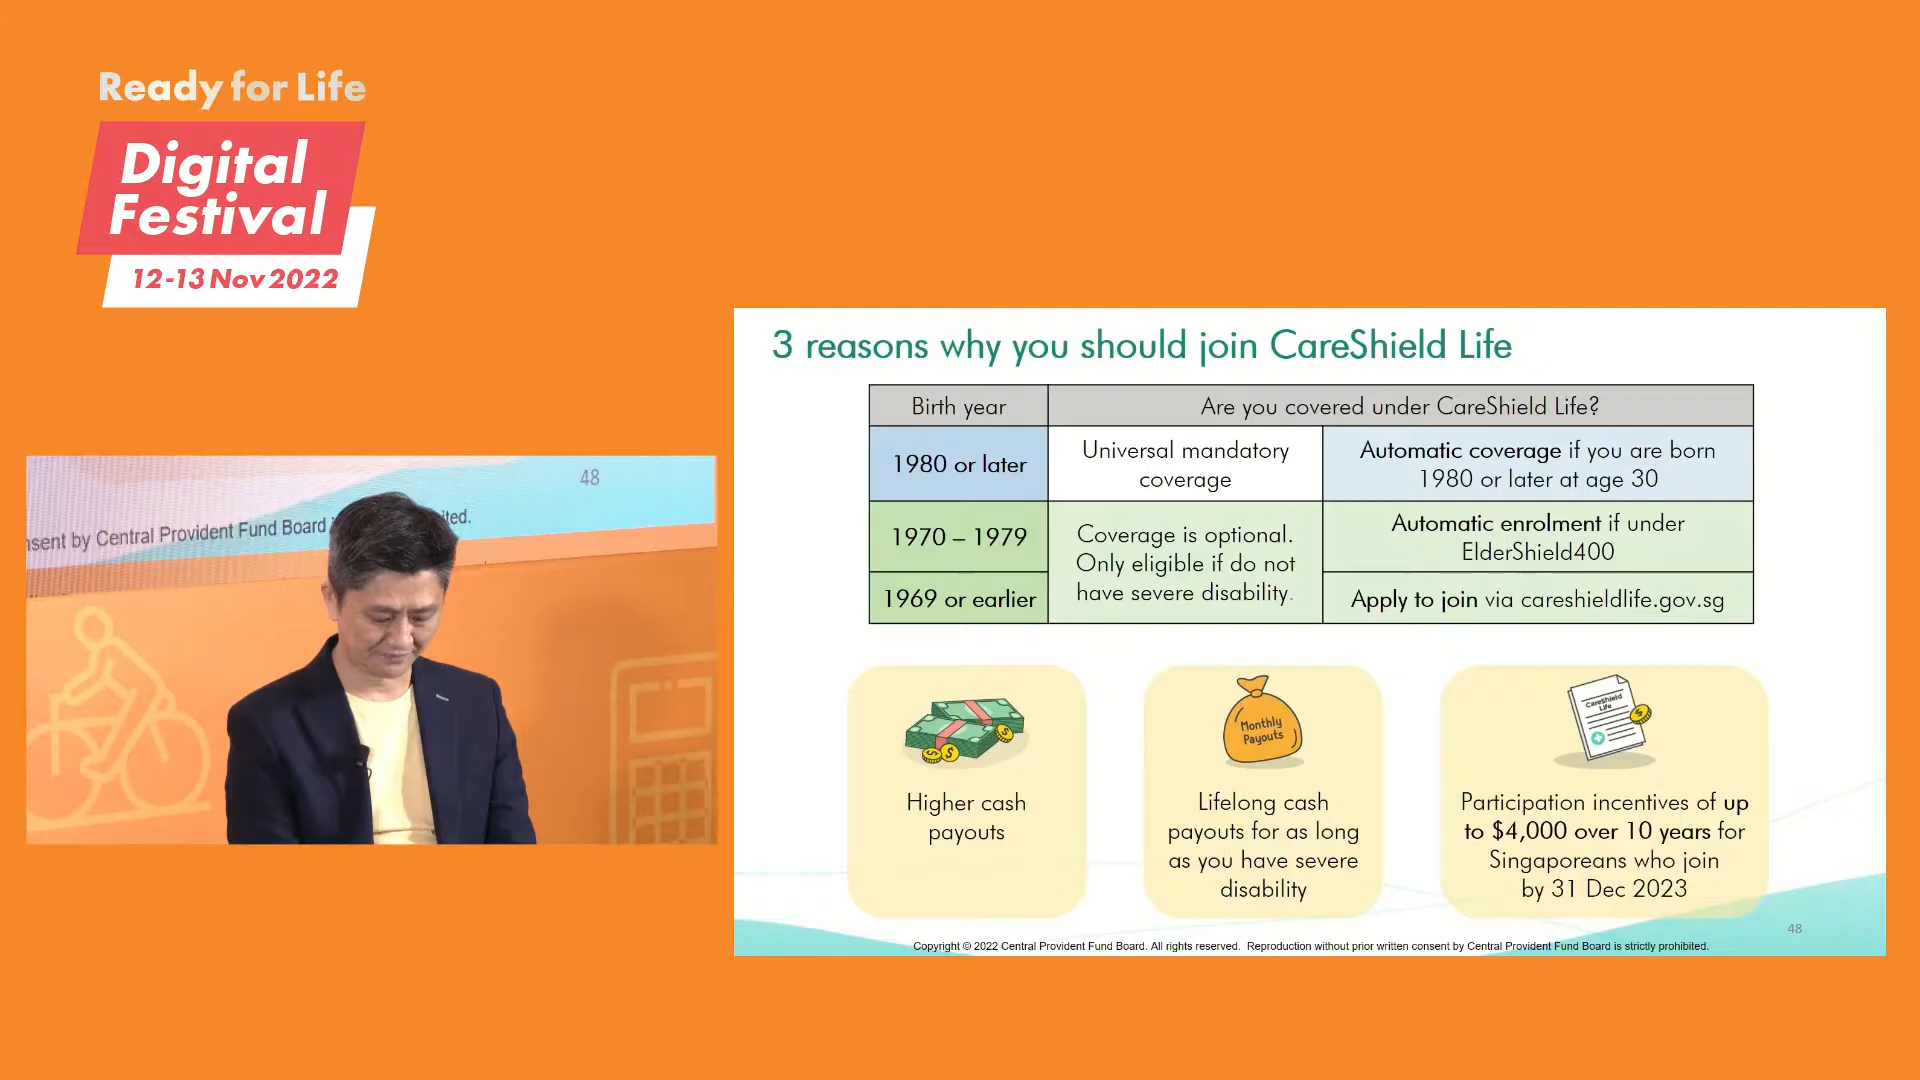 Ready for Life
Digital
Festival
12-13 Nov 2022
48
nsent by Central Provident Fund Board
ited.
3 reasons why you should join CareShield Life
Birth year
Are you covered under CareShield Life?
1980 or later
Universal mandatory
coverage
Automatic coverage if you are born
1980 or later at age 30
1970 – 1979
Coverage is optional.
Only eligible if do not
have severe disability.
Automatic enrolment if under
ElderShield400
1969 or earlier
Apply to join via careshieldlife.gov.sg
Higher cash
payouts
Monthly
Payouts
Lifelong cash
payouts for as long
as you have severe
disability
CareShield
Life
Participation incentives of up
to $4,000 over 10 years for
Singaporeans who join
by 31 Dec 2023
48
Copyright © 2022 Central Provident Fund Board. All rights reserved. Reproduction without prior written consent by Central Provident Fund Board is strictly prohibited.